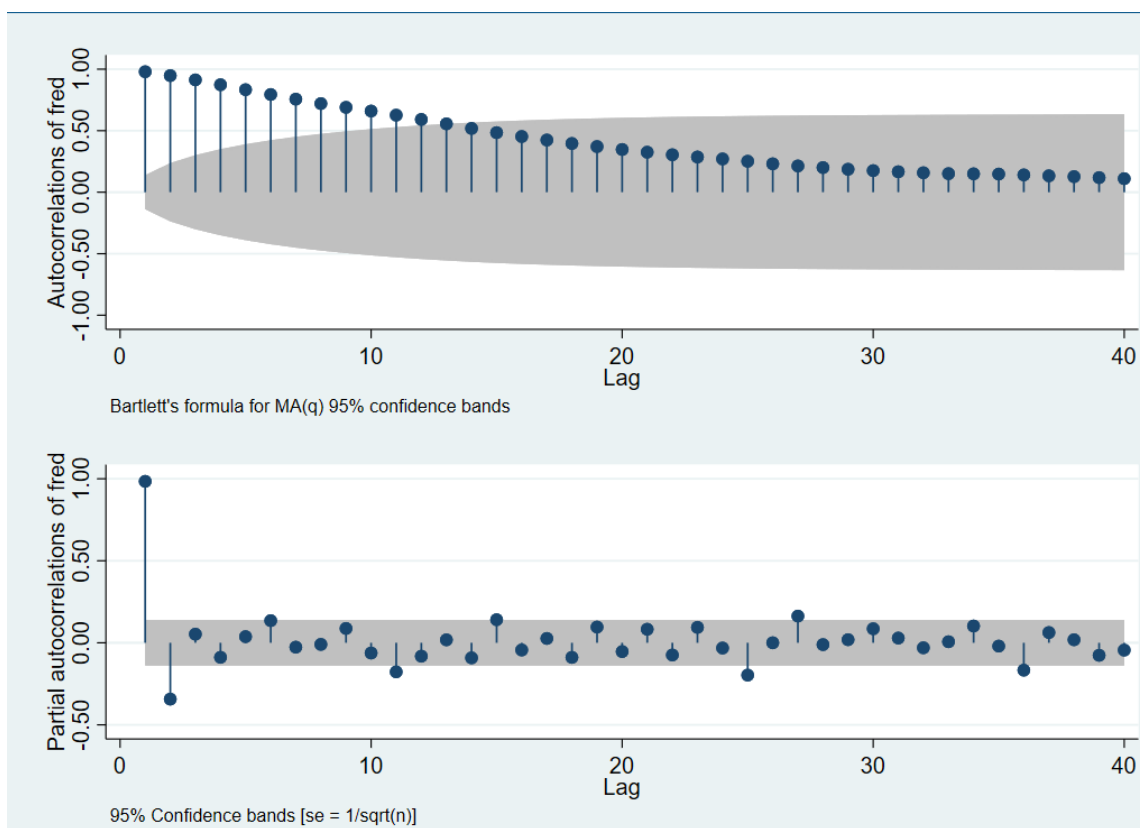 Autocorrelations of fred
1.00
0.50
0.00
-0.50
-1.00
0 10 20 30 40
Lag
Bartlett's formula for MA(q) 95% confidence bands
Partial autocorrelations of fred
1.00
0.50
0.00
-0.50
0 10 20 30 40
Lag
95% Confidence bands [se = 1/sqrt(n)]